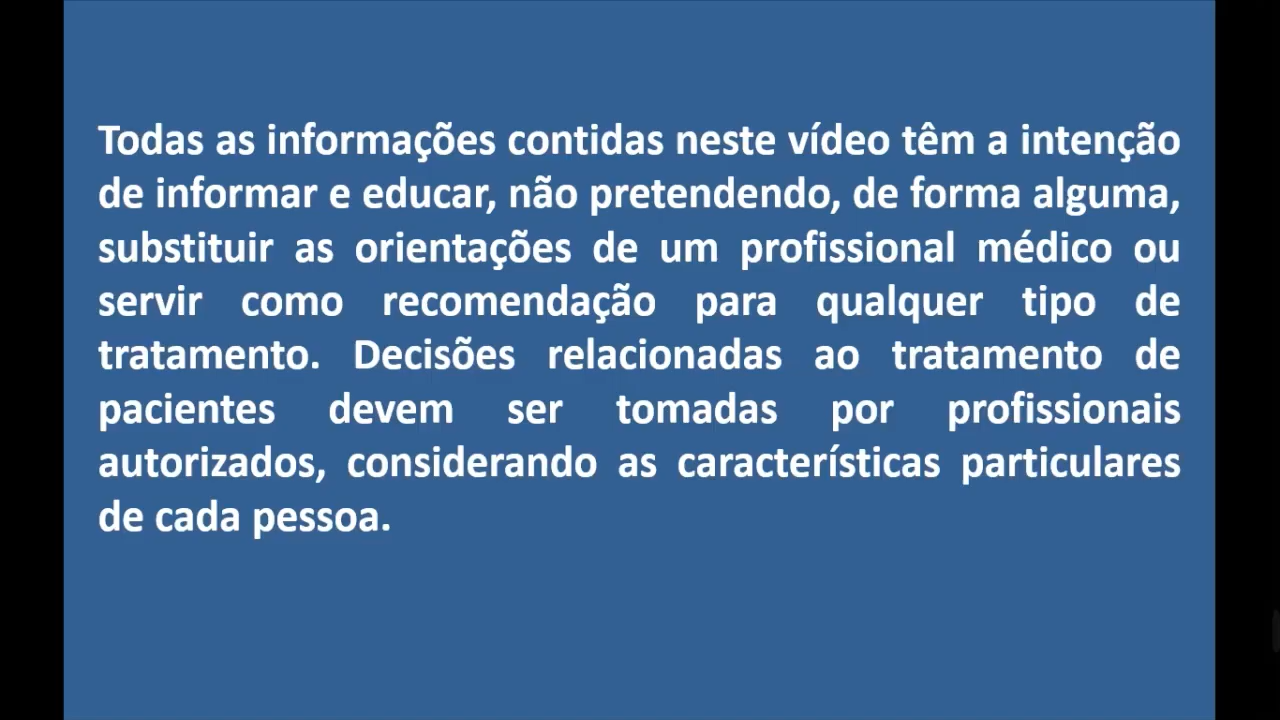 Todas as informações contidas neste vídeo têm a intenção
de informar e educar, não pretendendo, de forma alguma,
substituir as orientações de um profissional médico ou
servir como recomendação para qualquer tipo de
tratamento. Decisões relacionadas ao tratamento de
pacientes devem ser tomadas por profissionais
autorizados, considerando as características particulares
de cada pessoa.